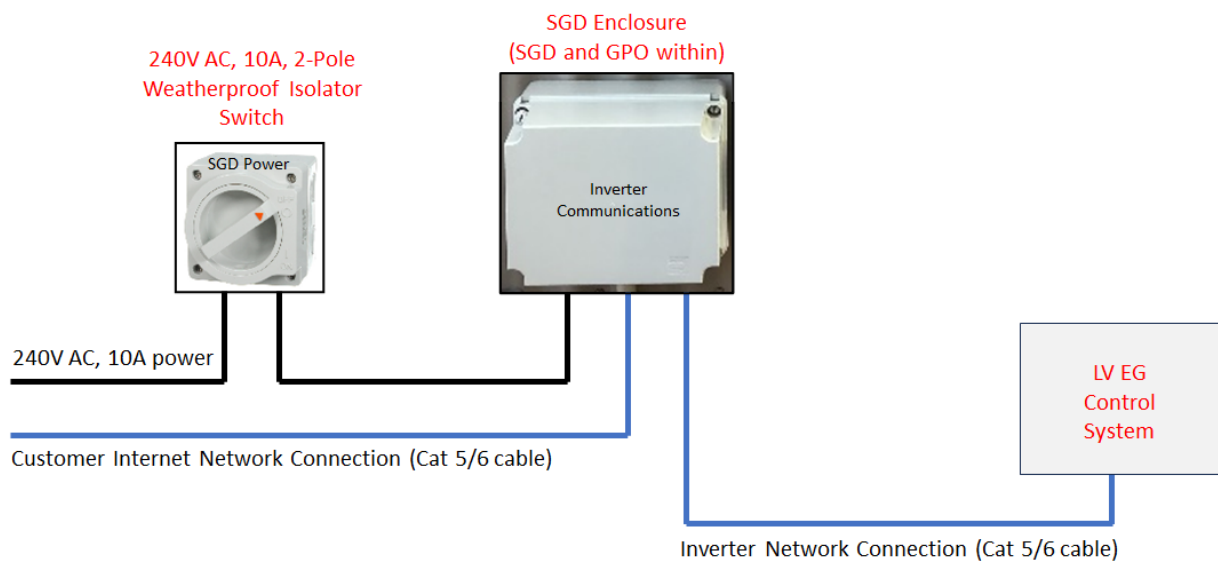 SGD Enclosure
(SGD and GPO within)
240V AC, 10A, 2-Pole
Weatherproof Isolator
Switch
SGD Power
Inverter
Communications
240V AC, 10A power
LV EG
Control
System
Customer Internet Network Connection (Cat 5/6 cable)
Inverter Network Connection (Cat 5/6 cable)